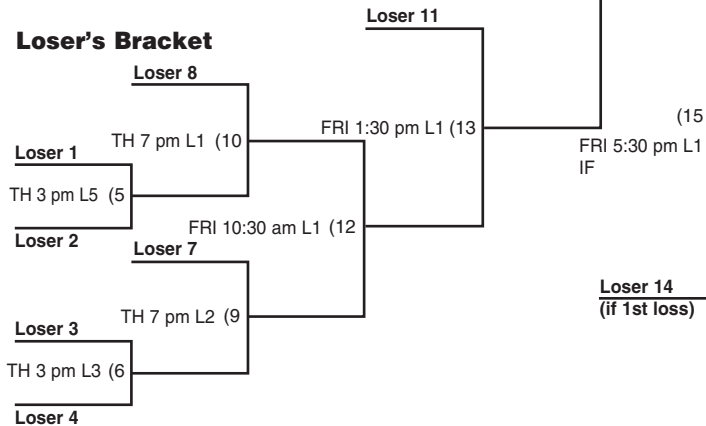 Loser 11
Loser's Bracket
Loser 8
(15
FRI 1:30 pm L1 (13
TH 7 pm L1 (10
FRI 5:30 pm L1
IF
Loser 1
TH 3 pm L5 (5
FRI 10:30 am L1 (12
Loser 2
Loser 7
Loser 14
(if 1st loss)
TH 7 pm L2 (9
Loser 3
TH 3 pm L3 (6
Loser 4